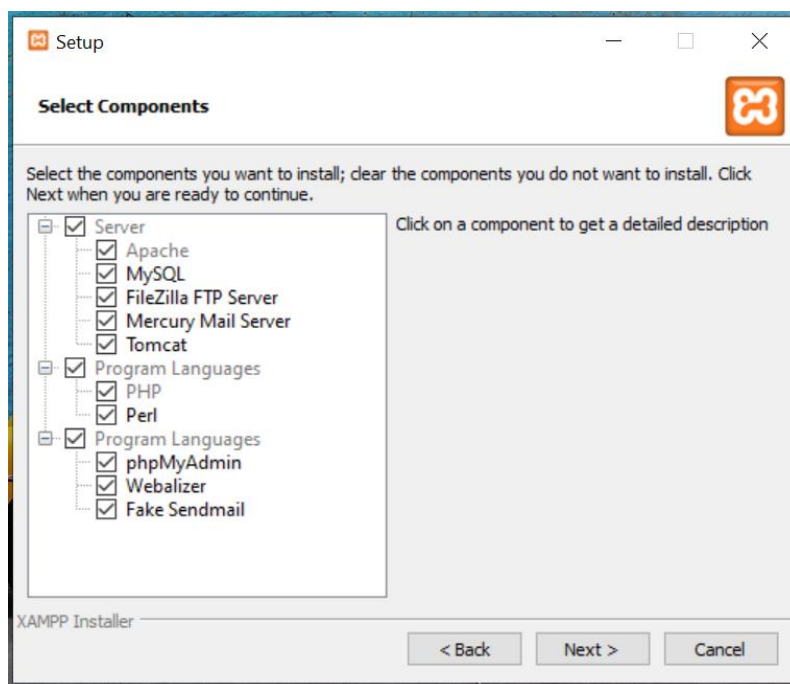 Setup
Select Components
Select the components you want to install; clear the components you do not want to install. Click
Next when you are ready to continue.
Server
Apache
MySQL
FileZilla FTP Server
Mercury Mail Server
Tomcat
Program Languages
PHP
Perl
Program Languages
phpMyAdmin
Webalizer
Fake Sendmail
Click on a component to get a detailed description
XAMPP Installer
< Back
Next >
Cancel